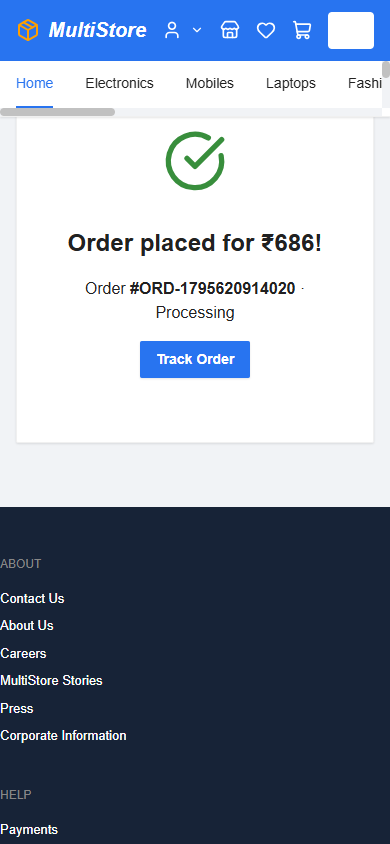 MultiStore
Home Electronics Mobiles Laptops Fashi
Order placed for ₹686!
Order #ORD-1795620914020 ·
Processing
Track Order
ABOUT
Contact Us
About Us
Careers
MultiStore Stories
Press
Corporate Information
HELP
Payments